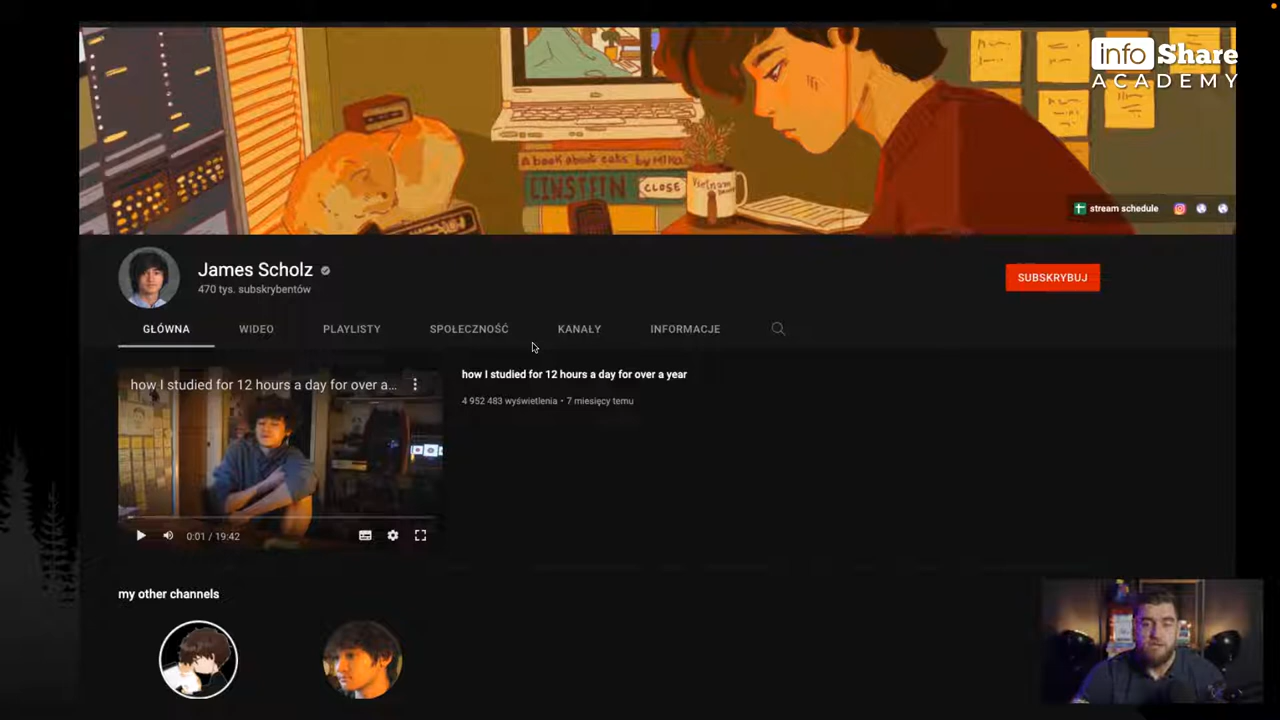 info Share
ACADEMY
A book about cats by MIKA
EINSTEIN
CLOSE
Vietnam
stream schedule
James Scholz
470 tys. subskrybentów
SUBSKRYBUJ
GŁÓWNA
WIDEO
PLAYLISTY
SPOŁECZNOŚĆ
KANAŁY
INFORMACJE
how I studied for 12 hours a day for over a...
how I studied for 12 hours a day for over a year
4 952 483 wyświetlenia • 7 miesięcy temu
0:01 / 19:42
my other channels